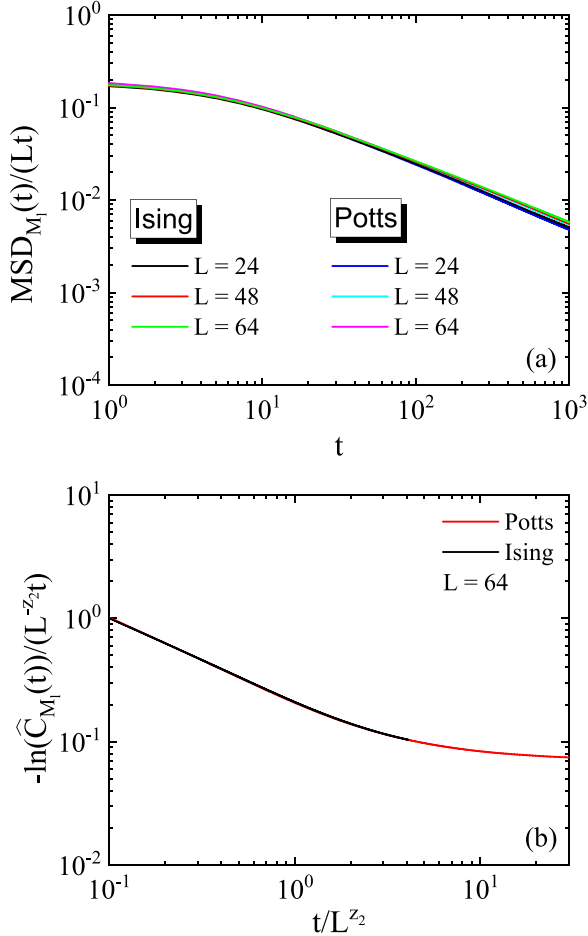 10^0
10^-1
10^-2
10^-3
10^-4
MSD_{M_1}(t)/(Lt)
Ising
Potts
L = 24
L = 24
L = 48
L = 48
L = 64
L = 64
(a)
10^0
10^1
10^2
10^3
t
10^1
10^0
10^-1
10^-2
-ln(Ĉ_{M_1}(t))/(L^{-z_2}t)
Potts
Ising
L = 64
(b)
10^-1
10^0
10^1
t/L^{z_2}